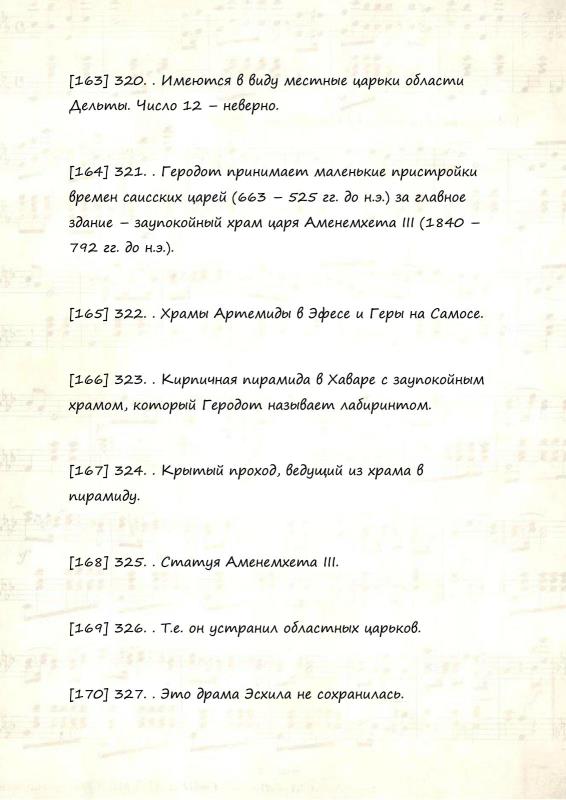 [163] 320. . Имеются в виду местные царьки области
Дельты. Число 12 – неверно.
[164] 321. . Геродот принимает маленькие пристройки
времен саисских царей (663 – 525 гг. до н.э.) за главное
здание – заупокойный храм царя Аменемхета III (1840 –
792 гг. до н.э.).
[165] 322. . Храмы Артемиды в Эфесе и Геры на Самосе.
[166] 323. . Кирпичная пирамида в Хаваре с заупокойным
храмом, который Геродот называет лабиринтом.
[167] 324. . Крытый проход, ведущий из храма в
пирамиду.
[168] 325. . Статуя Аменемхета III.
[169] 326. . Т.е. он устранил областных царьков.
[170] 327. . Это драма Эсхила не сохранилась.